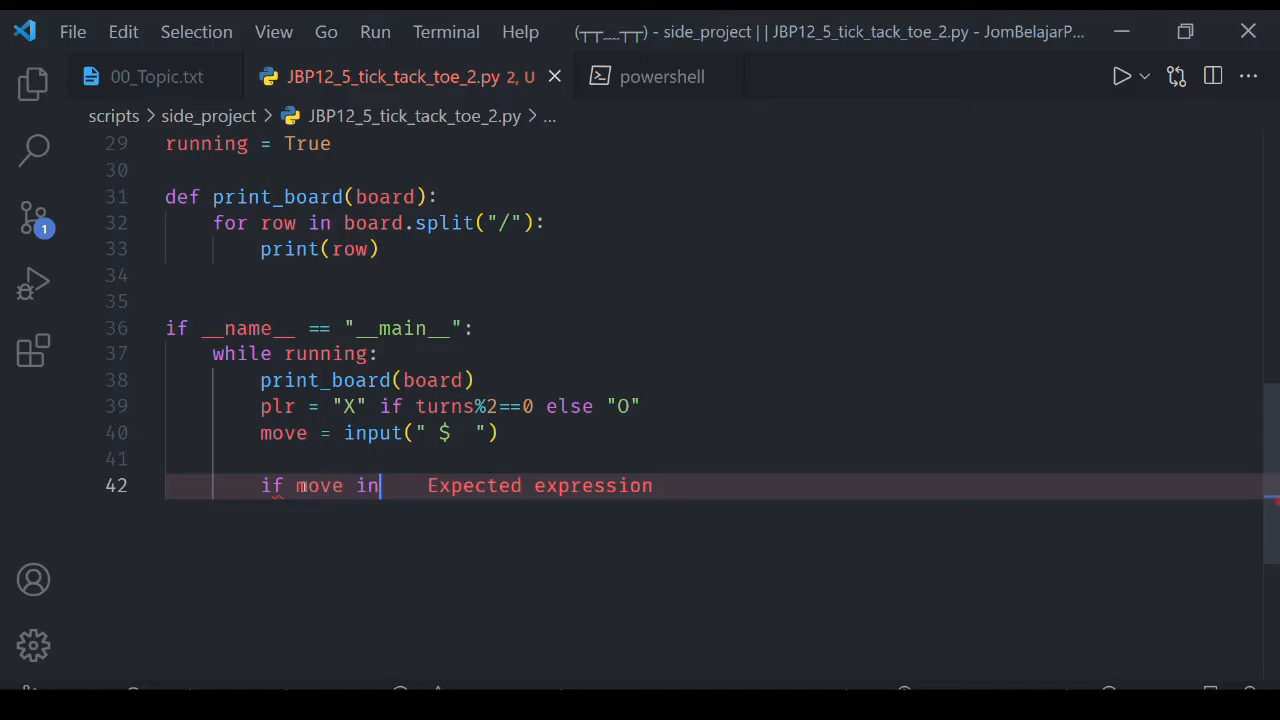 File Edit Selection View Go Run Terminal Help (┬┬﹏┬┬) - side_project | | JBP12_5_tick_tack_toe_2.py - JomBelajarP...
00_Topic.txt JBP12_5_tick_tack_toe_2.py 2, U powershell
scripts > side_project > JBP12_5_tick_tack_toe_2.py > ...
29 running = True
30
31 def print_board(board):
32 for row in board.split("/"):
33 print(row)
34
35
36 if __name__ == "__main__":
37 while running:
38 print_board(board)
39 plr = "X" if turns%2==0 else "O"
40 move = input(" $  ")
41
42 if move in Expected expression
1